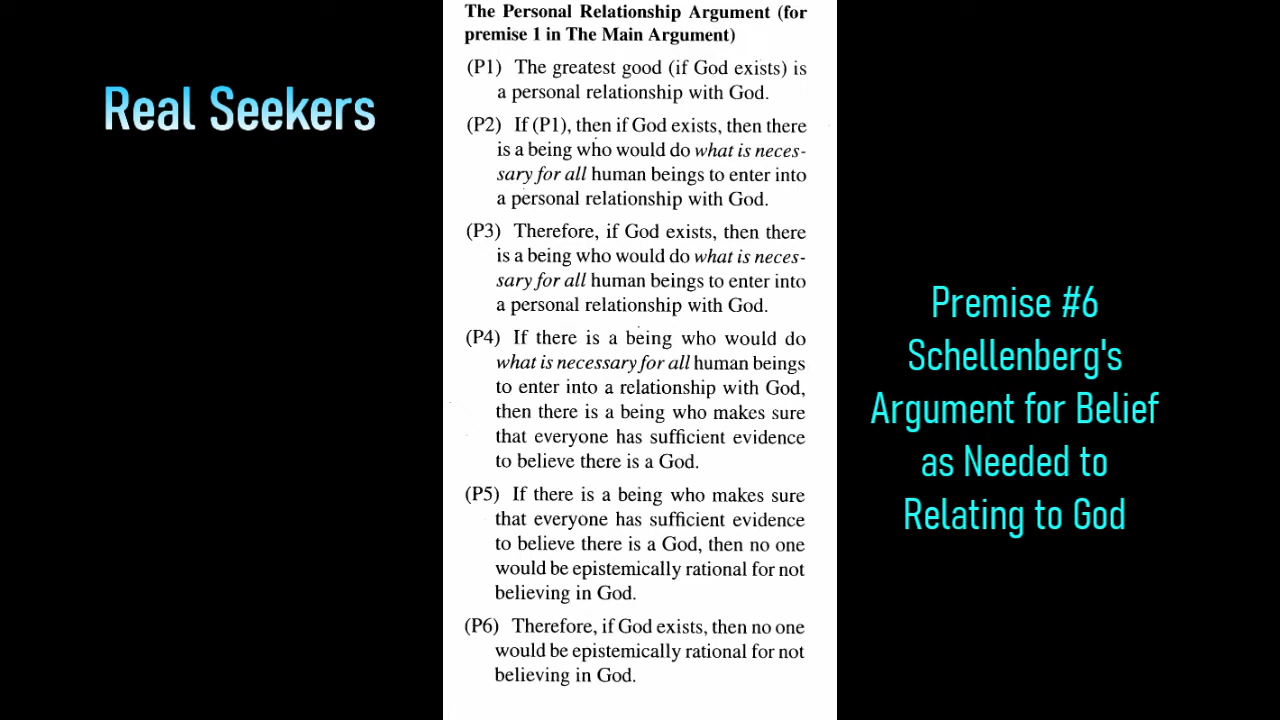 The Personal Relationship Argument (for
premise 1 in The Main Argument)
(P1) The greatest good (if God exists) is
a personal relationship with God.
(P2) If (P1), then if God exists, then there
is a being who would do what is neces-
sary for all human beings to enter into
a personal relationship with God.
(P3) Therefore, if God exists, then there
is a being who would do what is neces-
sary for all human beings to enter into
a personal relationship with God.
(P4) If there is a being who would do
what is necessary for all human beings
to enter into a relationship with God,
then there is a being who makes sure
that everyone has sufficient evidence
to believe there is a God.
(P5) If there is a being who makes sure
that everyone has sufficient evidence
to believe there is a God, then no one
would be epistemically rational for not
believing in God.
(P6) Therefore, if God exists, then no one
would be epistemically rational for not
believing in God.
Real Seekers
Premise #6
Schellenberg's
Argument for Belief
as Needed to
Relating to God